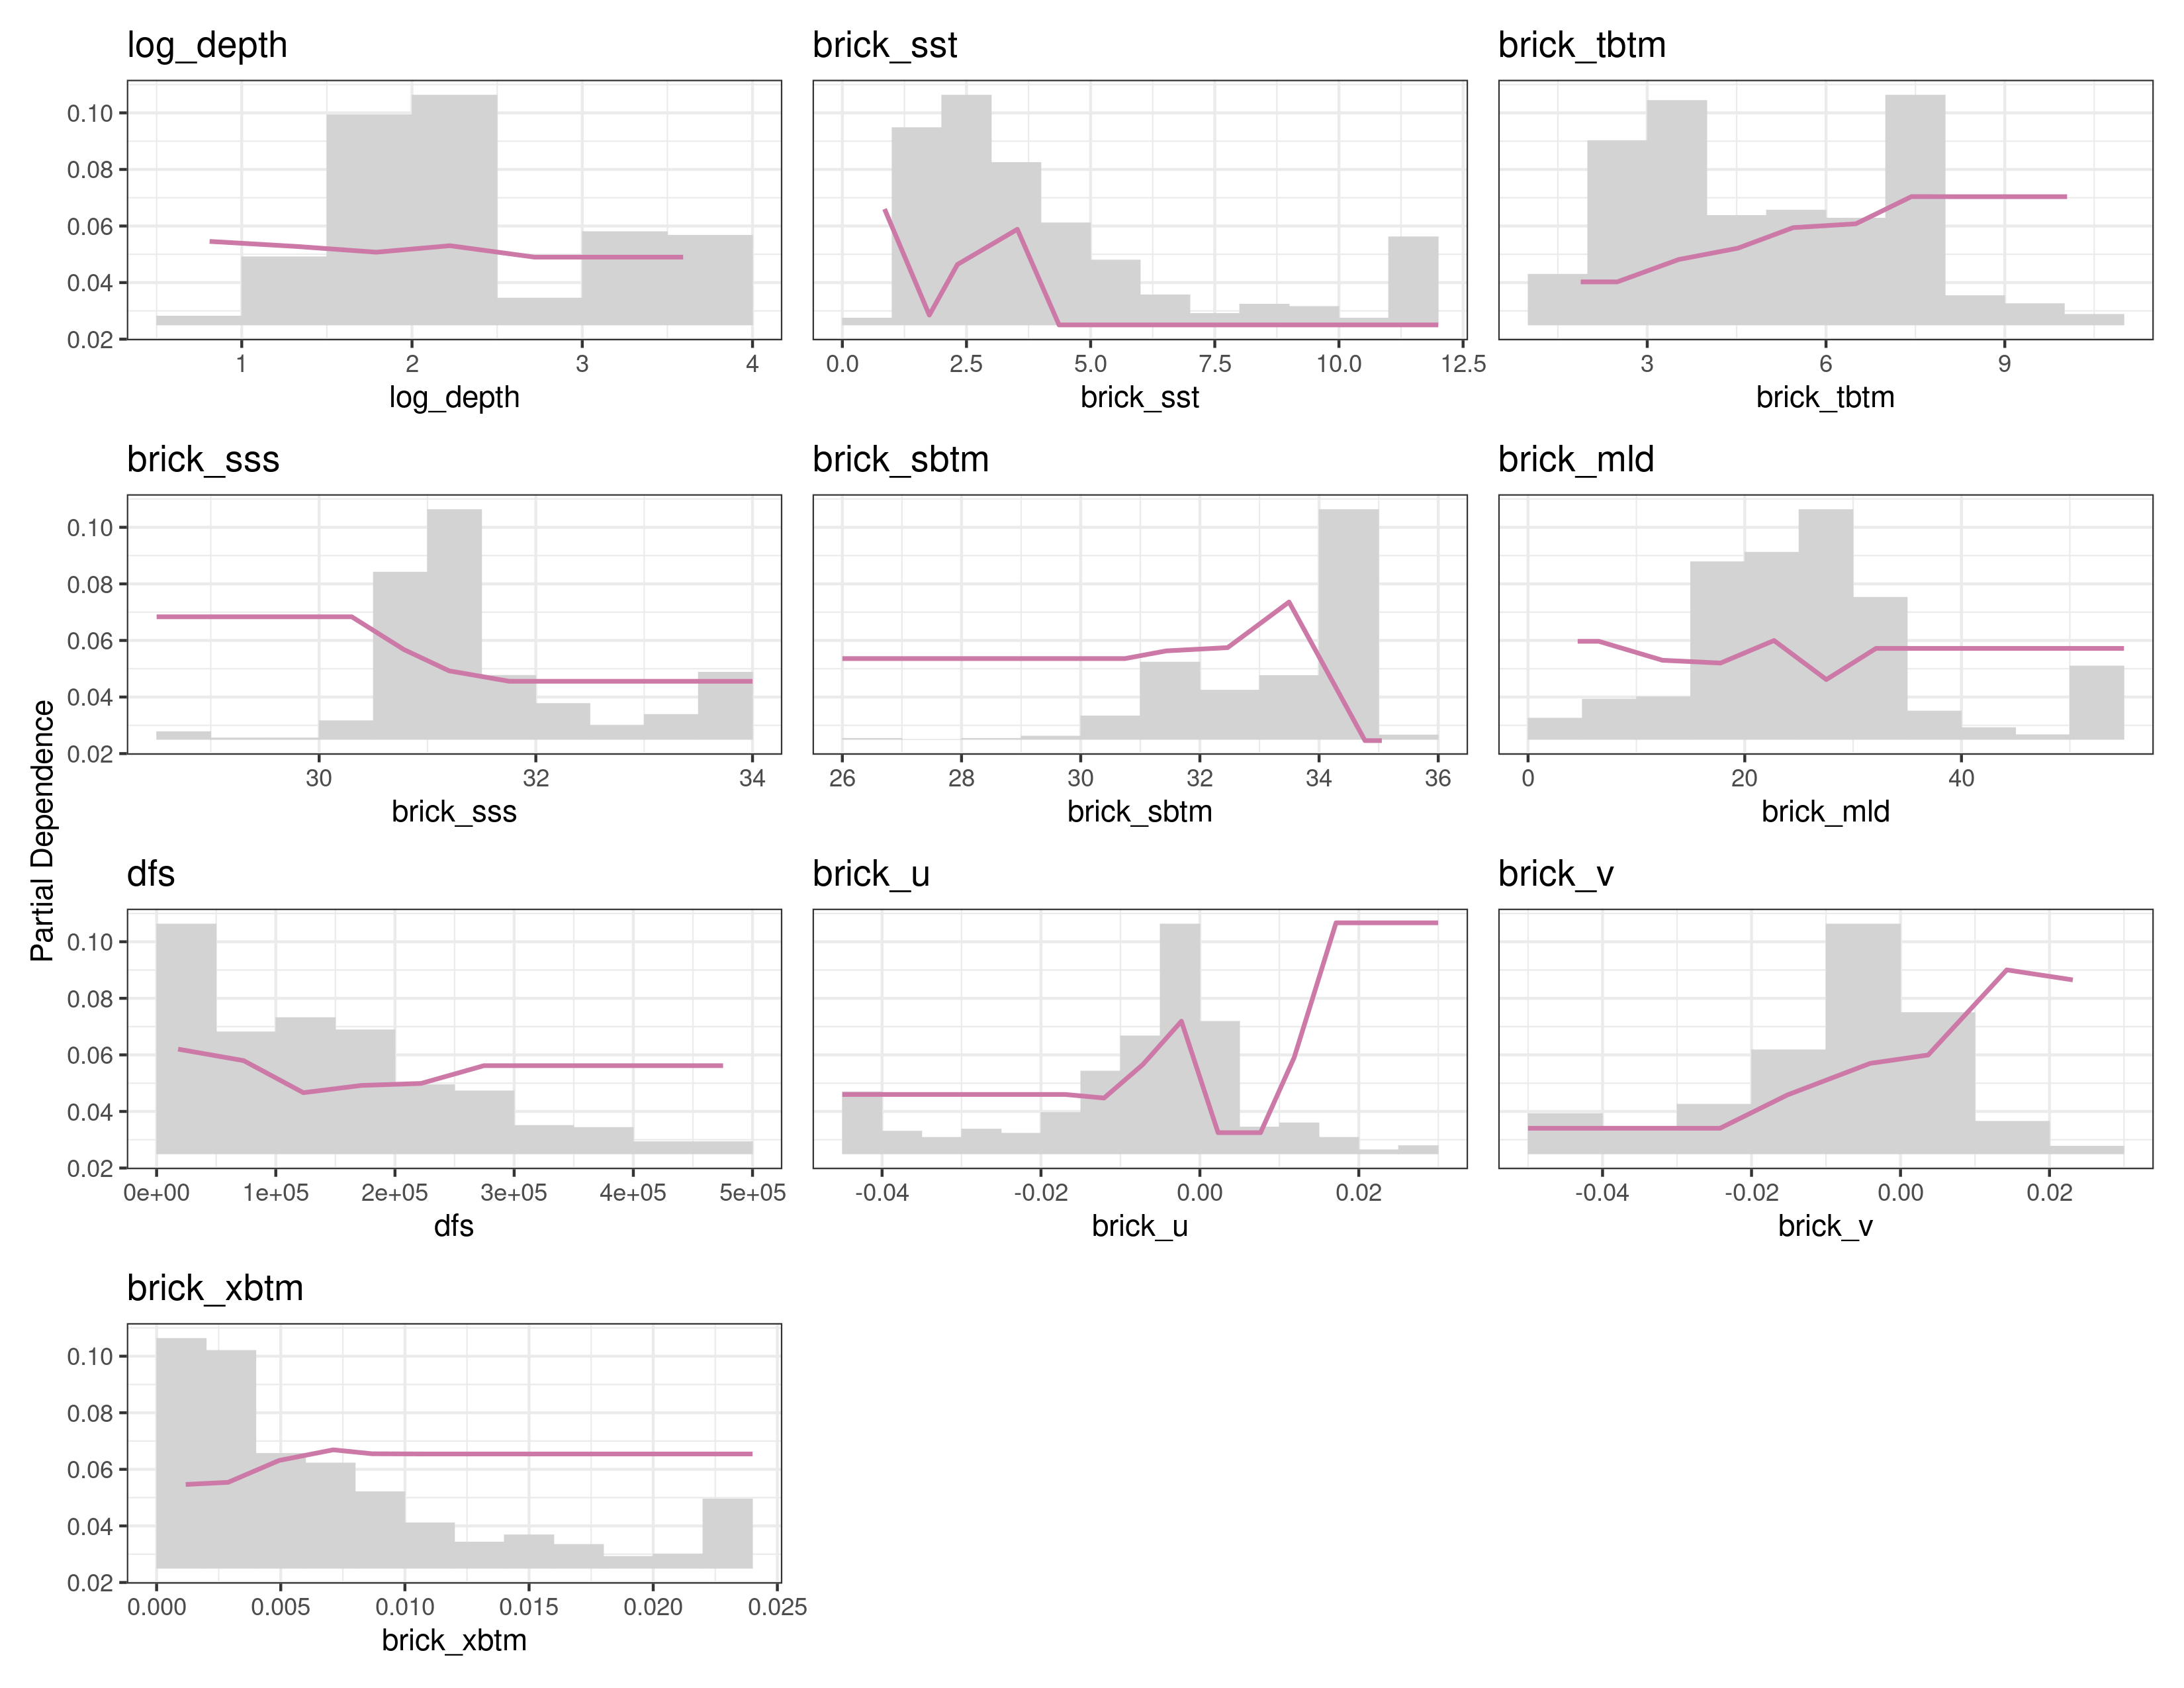 log_depth brick_sst brick_tbtm
0.10
0.08
0.06
0.04
0.02
1 2 3 4 0.0 2.5 5.0 7.5 10.0 12.5 3 6 9
log_depth brick_sst brick_tbtm
brick_sss brick_sbtm brick_mld
0.10
0.08
0.06
0.04
0.02
30 32 34 26 28 30 32 34 36 0 20 40
brick_sss brick_sbtm brick_mld
Partial Dependence
dfs brick_u brick_v
0.10
0.08
0.06
0.04
0.02
0e+00 1e+05 2e+05 3e+05 4e+05 5e+05 -0.04 -0.02 0.00 0.02 -0.04 -0.02 0.00 0.02
dfs brick_u brick_v
brick_xbtm
0.10
0.08
0.06
0.04
0.02
0.000 0.005 0.010 0.015 0.020 0.025
brick_xbtm